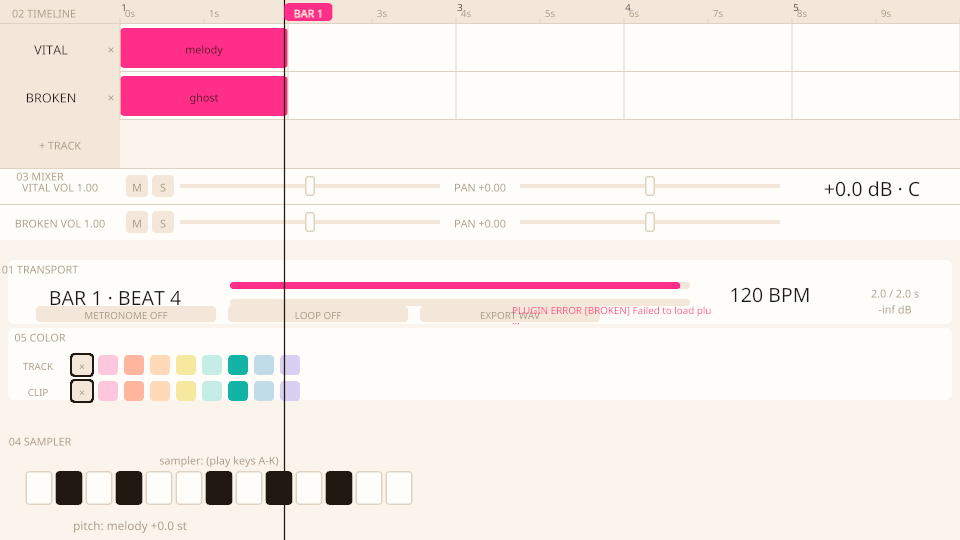 02 TIMELINE
1 3 4 5
0s 1s BAR 1 3s 5s 6s 8s 9s
VITAL × melody
BROKEN × ghost
+ TRACK
03 MIXER
VITAL VOL 1.00 M S PAN +0.00 +0.0 dB · C
BROKEN VOL 1.00 M S PAN +0.00
01 TRANSPORT
BAR 1 · BEAT 4 120 BPM 2.0 / 2.0 s
-inf dB
METRONOME OFF LOOP OFF EXPORT WAV
PLUGIN ERROR [BROKEN] Failed to load plu
...
05 COLOR
TRACK ×
CLIP ×
04 SAMPLER
sampler: (play keys A-K)
pitch: melody +0.0 st